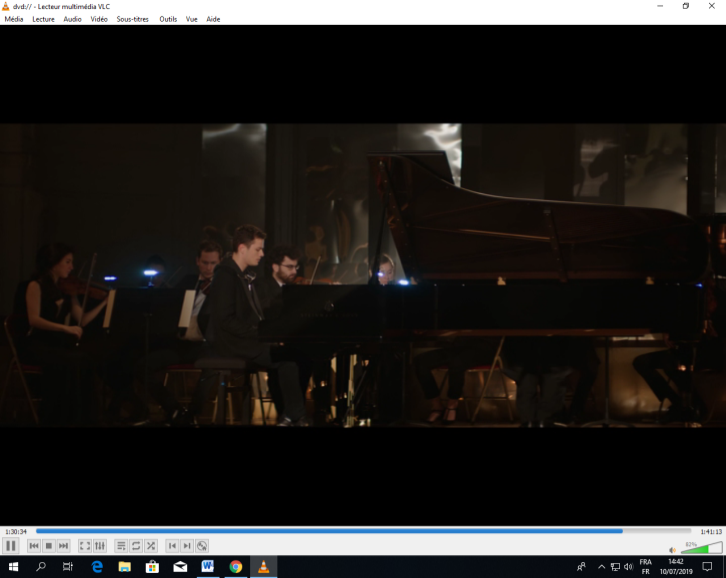 dvd:// - Lecteur multimédia VLC
Média Lecture Audio Vidéo Sous-titres Outils Vue Aide
1:30:34 1:41:13
82%
FRA 14:42
FR 10/07/2019